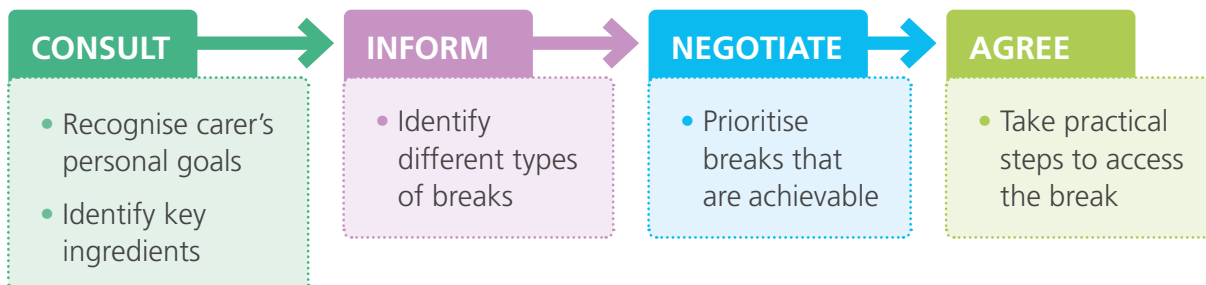 CONSULT
• Recognise carer's
personal goals
• Identify key
ingredients
INFORM
• Identify
different types
of breaks
NEGOTIATE
• Prioritise
breaks that
are achievable
AGREE
• Take practical
steps to access
the break